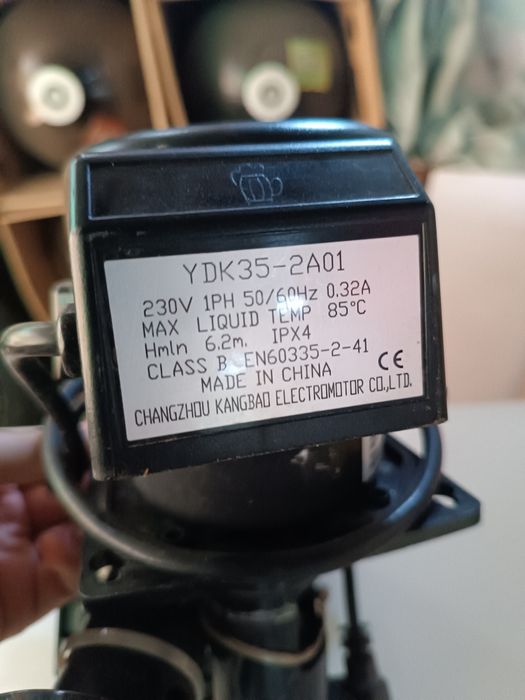 YDK35-2A01
230V 1PH 50/60Hz 0.32A
MAX LIQUID TEMP 85°C
Hmln 6.2m. IPX4
CLASS B EN60335-2-41
MADE IN CHINA CE
CHANGZHOU KANGBAO ELECTROMOTOR CO.,LTD.